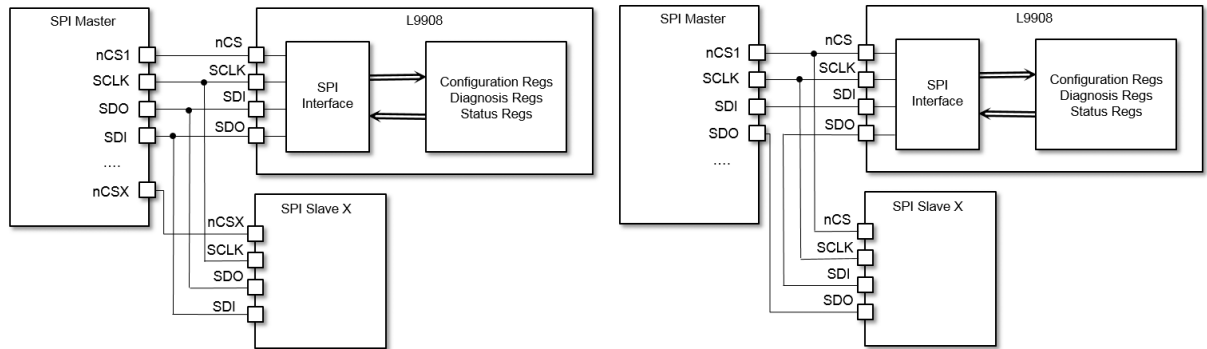 SPI Master
nCS1
SCLK
SDO
SDI
....
nCSX
L9908
nCS
SCLK
SDI
SDO
SPI
Interface
Configuration Regs
Diagnosis Regs
Status Regs
SPI Slave X
nCSX
SCLK
SDO
SDI
SPI Master
nCS1
SCLK
SDI
SDO
....
L9908
nCS
SCLK
SDI
SDO
SPI
Interface
Configuration Regs
Diagnosis Regs
Status Regs
SPI Slave X
nCS
SCLK
SDI
SDO